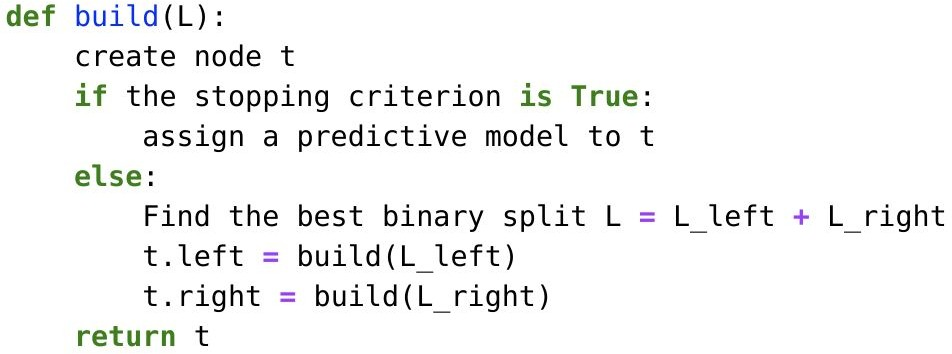 def build(L):
    create node t
    if the stopping criterion is True:
        assign a predictive model to t
    else:
        Find the best binary split L = L_left + L_right
        t.left = build(L_left)
        t.right = build(L_right)
    return t